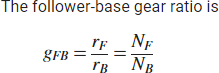 The follower-base gear ratio is
g_FB = r_F / r_B = N_F / N_B